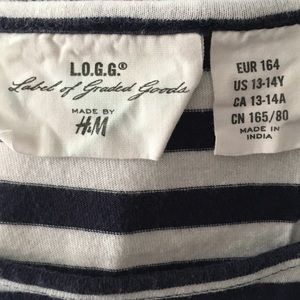 L.O.G.G.®
Label of Graded Goods
MADE BY
H&M
EUR 164
US 13-14Y
CA 13-14A
CN 165/80
MADE IN
INDIA